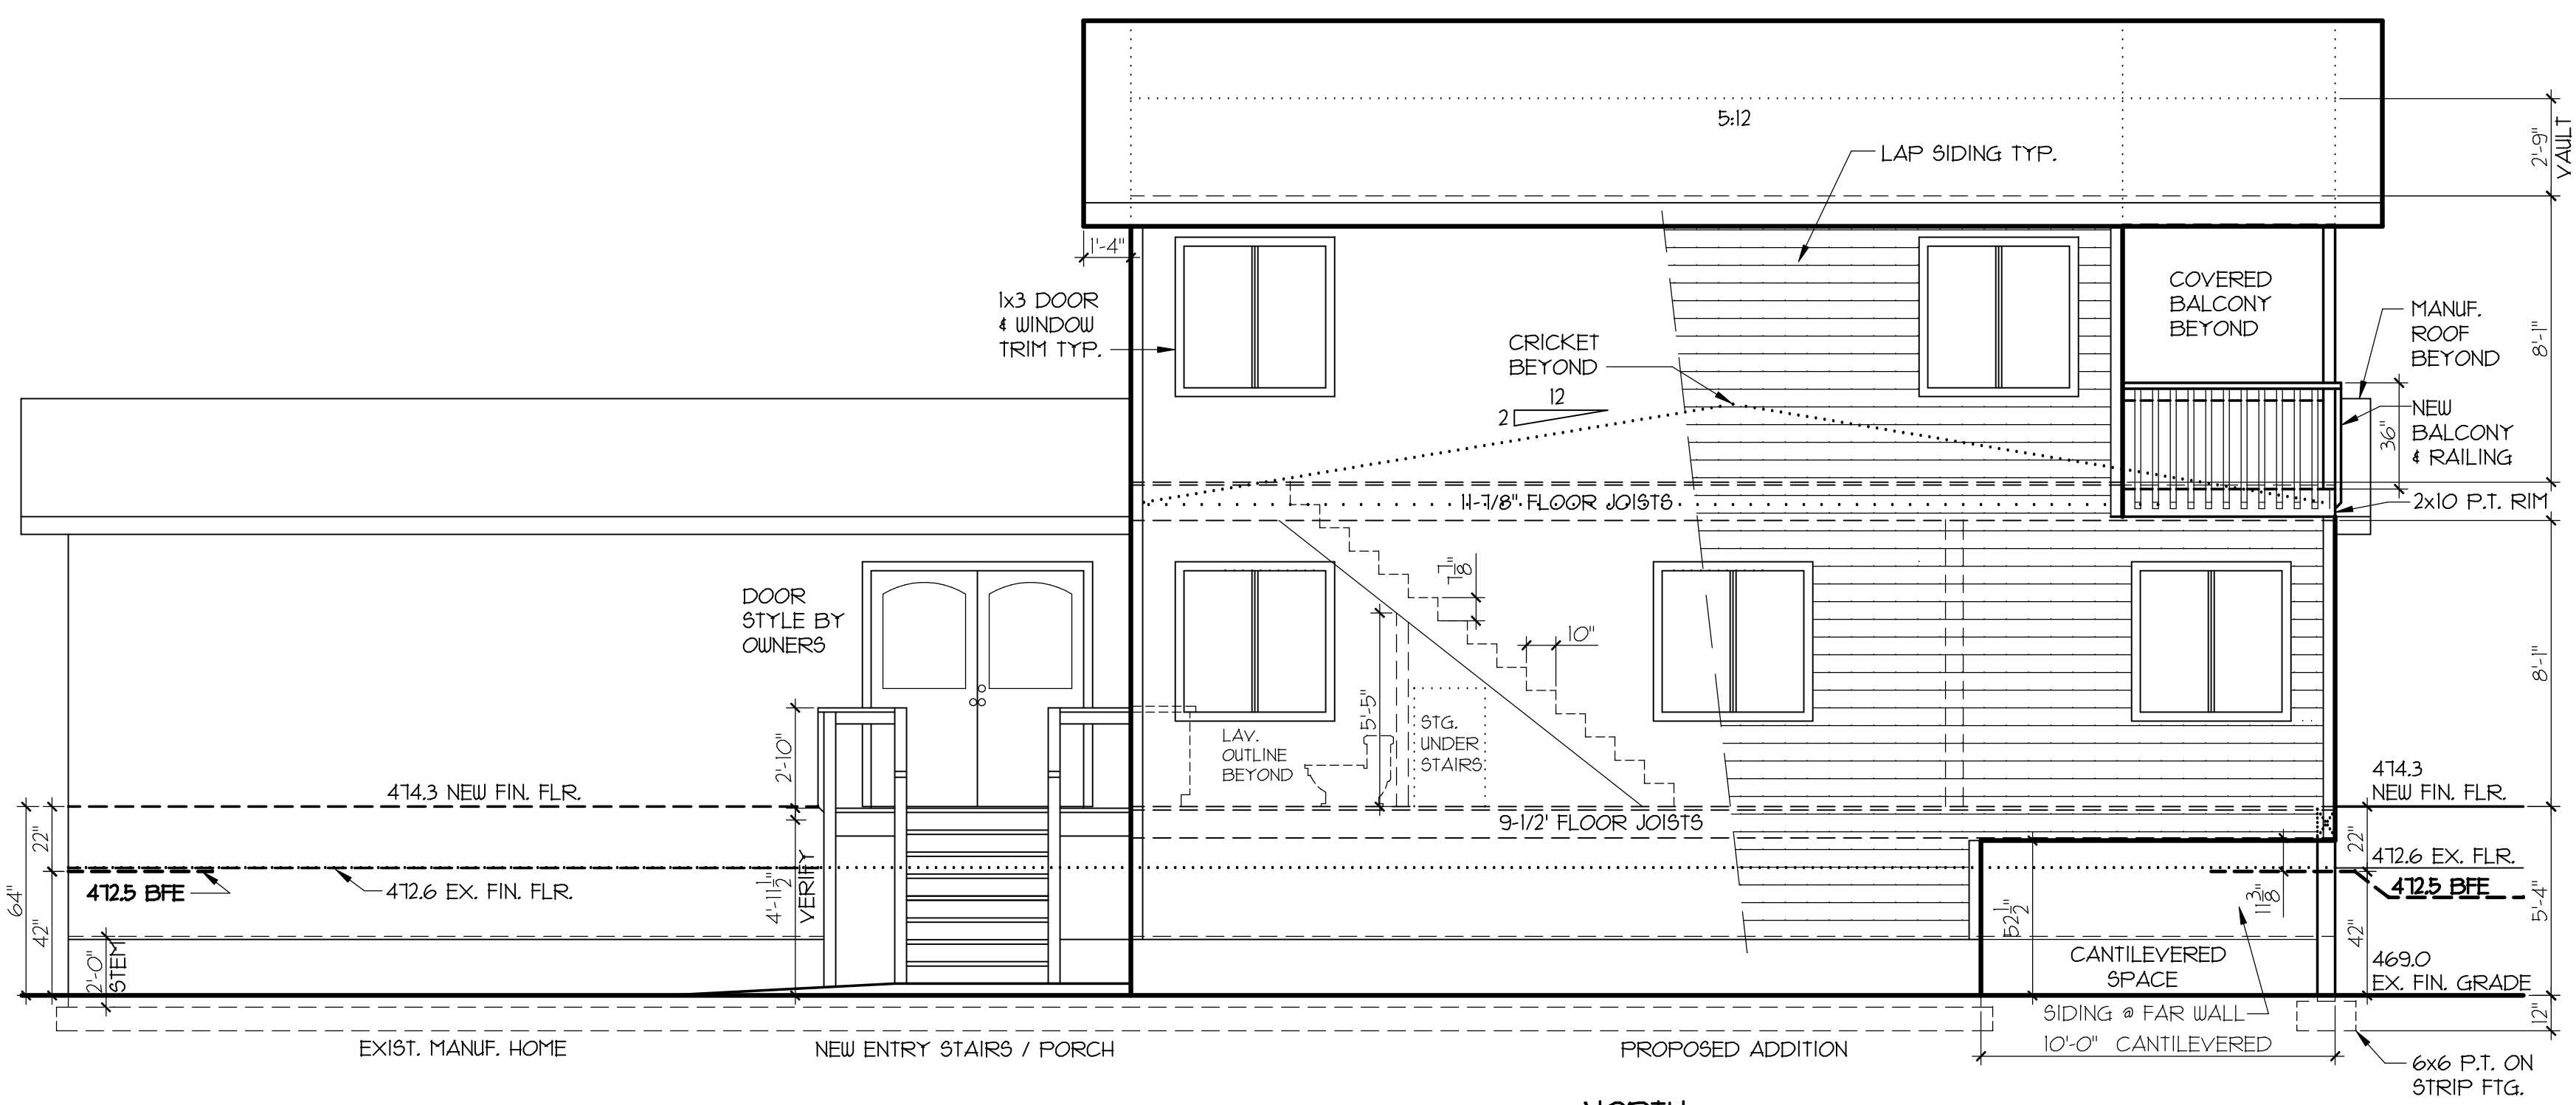 5:12
LAP SIDING TYP.
2'-9"
VAULT
1'-4"
1x3 DOOR
& WINDOW
TRIM TYP.
CRICKET
BEYOND
12
2
COVERED
BALCONY
BEYOND
MANUF.
ROOF
BEYOND
8'-1"
NEW
BALCONY
& RAILING
36"
2x10 P.T. RIM
11-7/8" FLOOR JOISTS
7 1/8"
10"
5'-5"
DOOR
STYLE BY
OWNERS
LAV.
OUTLINE
BEYOND
STG.
UNDER
STAIRS
8'-1"
2'-10"
474.3 NEW FIN. FLR.
474.3
NEW FIN. FLR.
9-1/2' FLOOR JOISTS
22"
64"
42"
472.5 BFE
472.6 EX. FIN. FLR.
4'-11 1/2"
VERIFY
22"
472.6 EX. FLR.
472.5 BFE
11 3/8"
52 1/2"
5'-4"
42"
2'-0"
STEM
CANTILEVERED
SPACE
469.0
EX. FIN. GRADE
SIDING @ FAR WALL
12"
10'-0" CANTILEVERED
EXIST. MANUF. HOME
NEW ENTRY STAIRS / PORCH
PROPOSED ADDITION
6x6 P.T. ON
STRIP FTG.